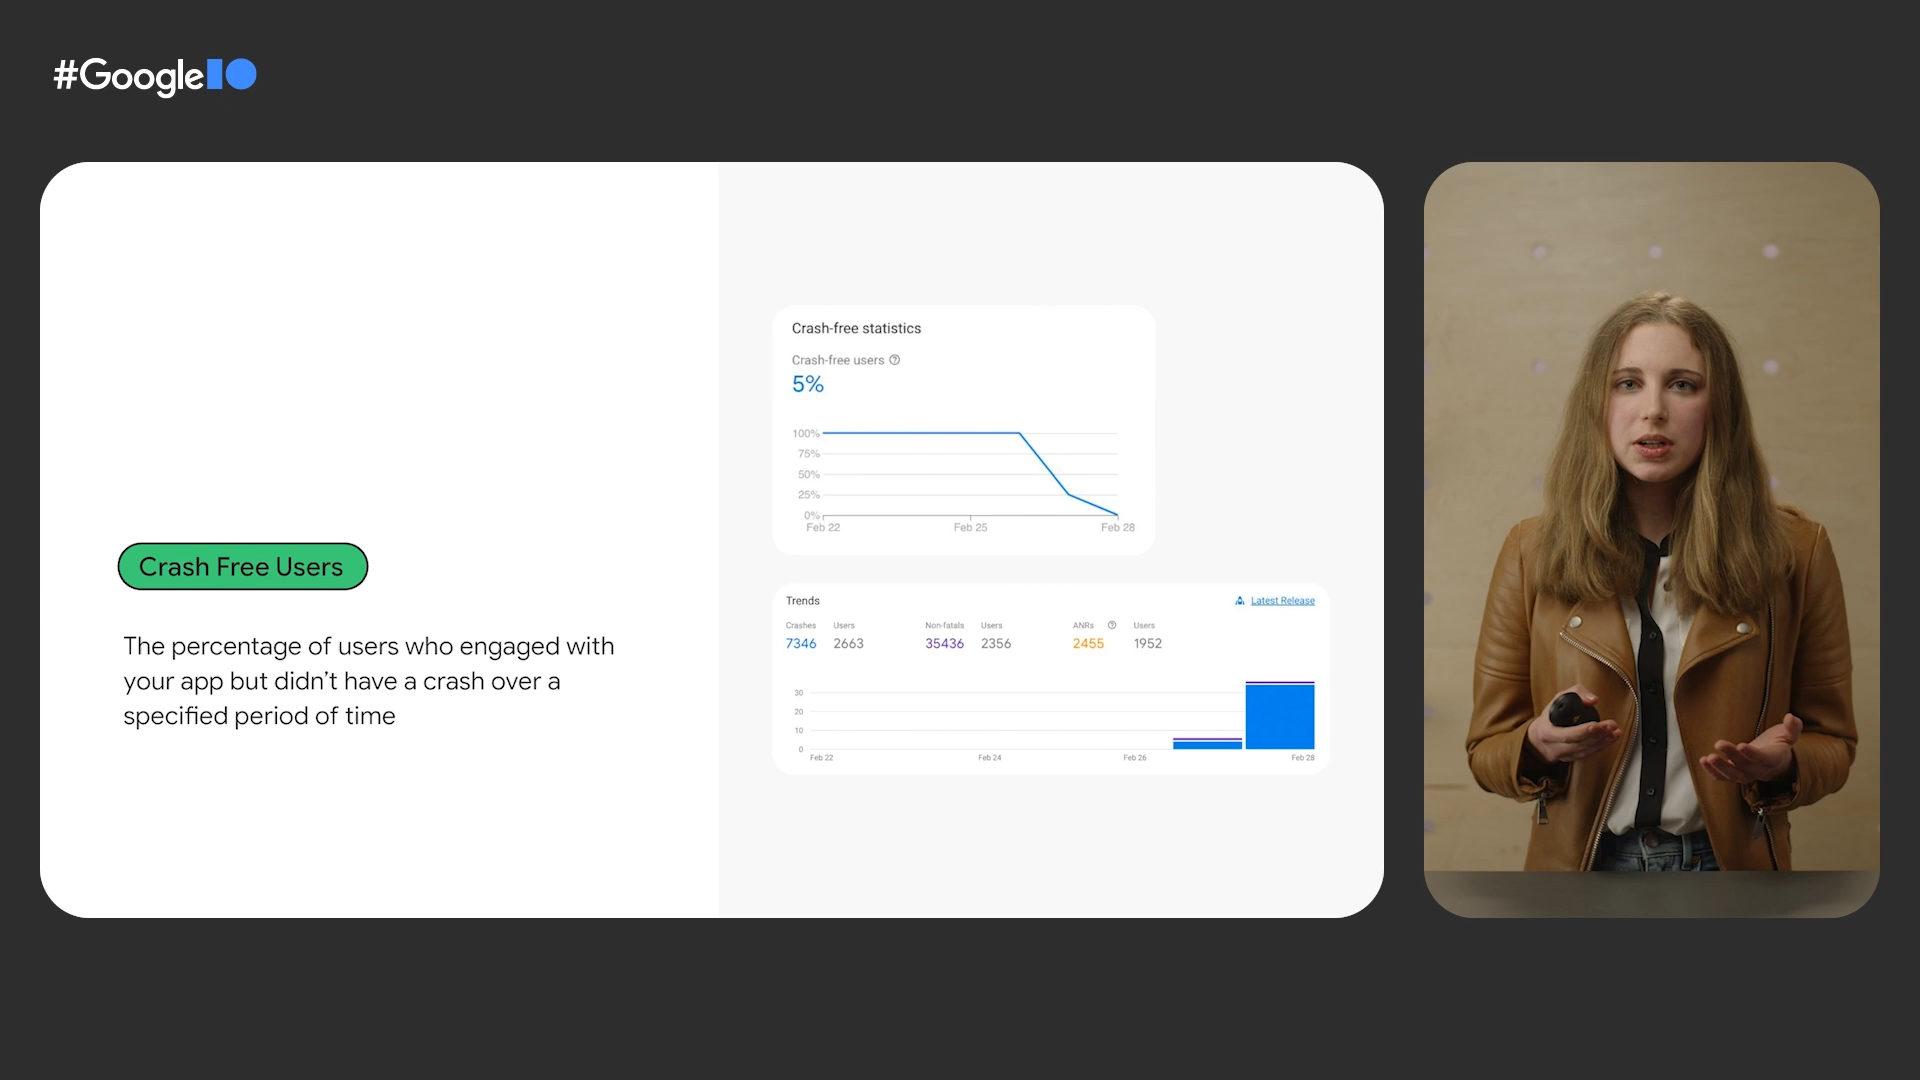 #GoogleIO
Crash Free Users
The percentage of users who engaged with
your app but didn’t have a crash over a
specified period of time
Crash-free statistics
Crash-free users ?
5%
100%
75%
50%
25%
0%
Feb 22 Feb 25 Feb 28
Trends Latest Release
Crashes Users Non-fatals Users ANRs ? Users
7346 2663 35436 2356 2455 1952
30
20
10
0
Feb 22 Feb 24 Feb 26 Feb 28